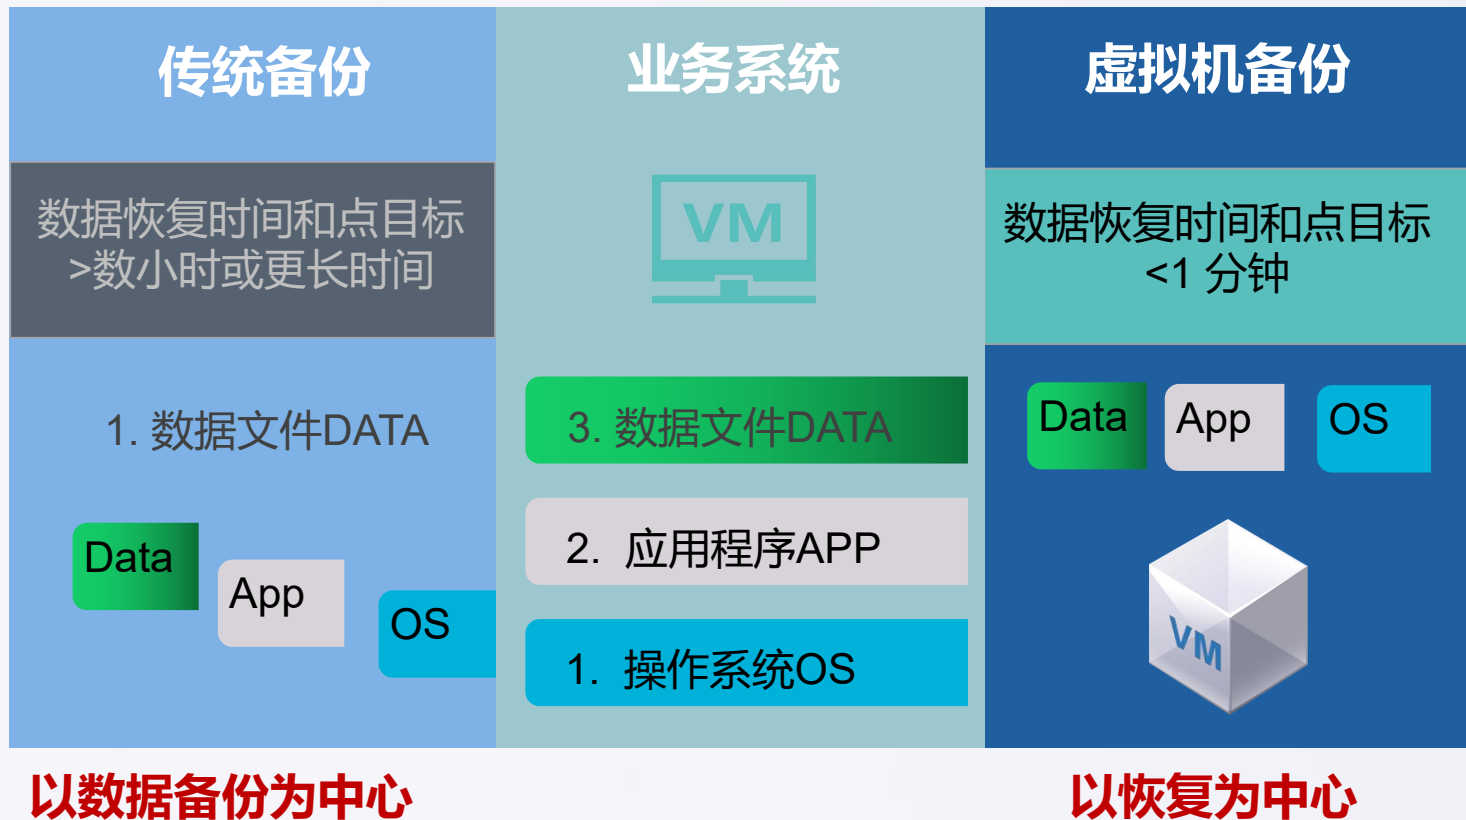 传统备份
数据恢复时间和点目标
>数小时或更长时间
1. 数据文件DATA
Data
App
OS
以数据备份为中心
业务系统
VM
3. 数据文件DATA
2. 应用程序APP
1. 操作系统OS
虚拟机备份
数据恢复时间和点目标
<1 分钟
Data
App
OS
VM
以恢复为中心